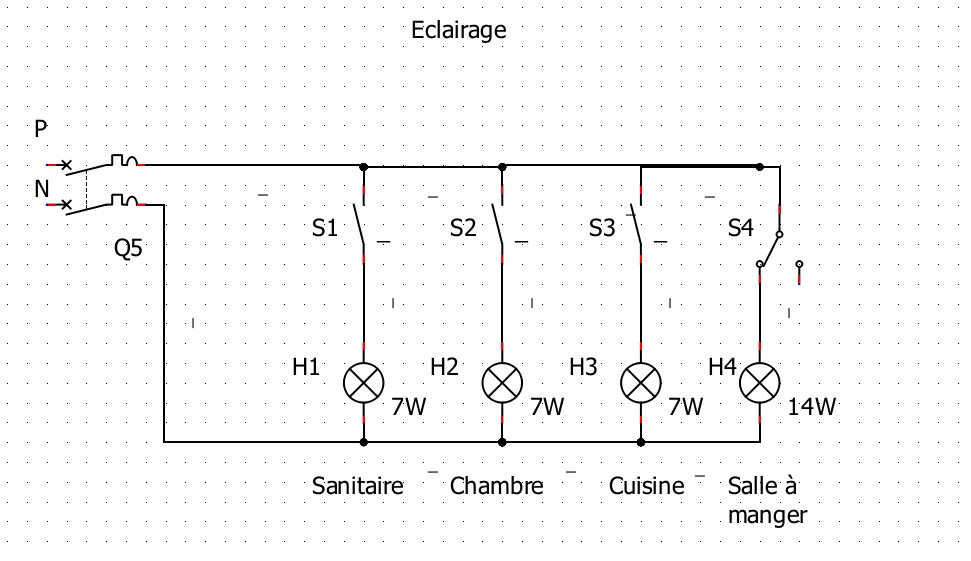 Eclairage
P
N
Q5
S1
S2
S3
S4
H1
H2
H3
H4
7W
7W
7W
14W
Sanitaire
Chambre
Cuisine
Salle à
manger